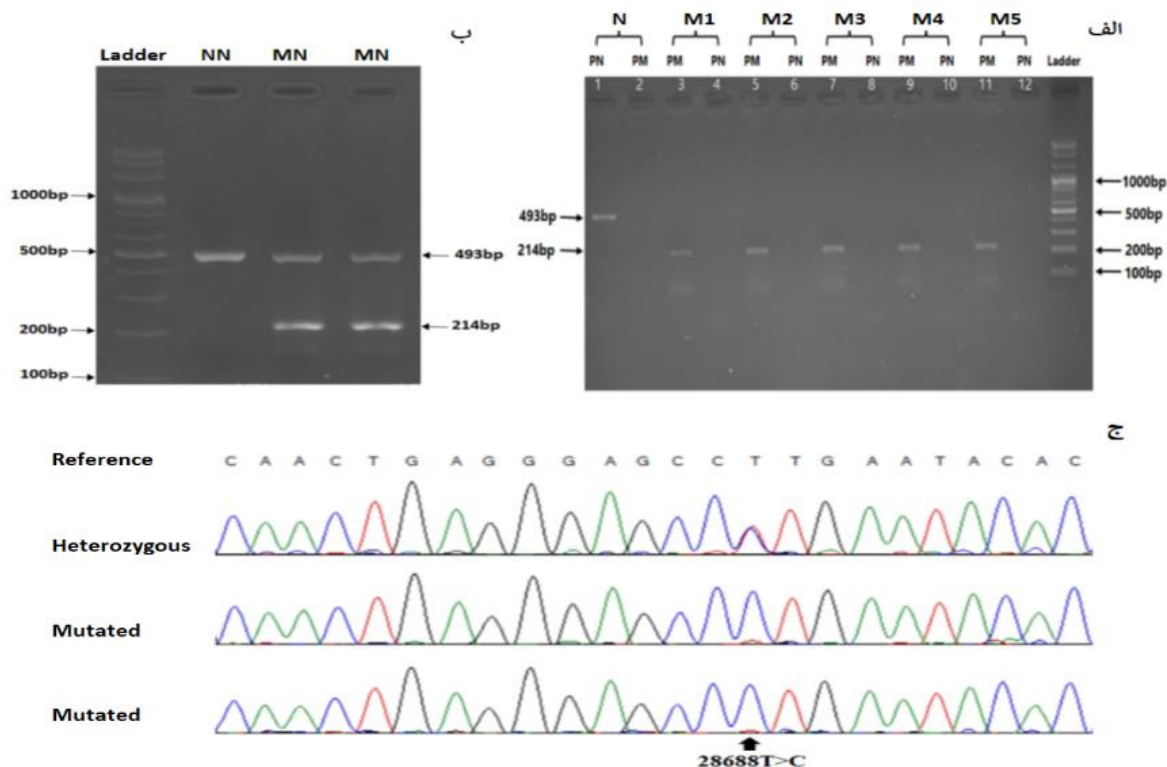 ب
Ladder NN MN MN
1000bp
500bp
200bp
100bp
493bp
214bp
الف
N M1 M2 M3 M4 M5
PN PM PM PN PM PN PM PN PM PN PM PN Ladder
1 2 3 4 5 6 7 8 9 10 11 12
493bp
214bp
1000bp
500bp
200bp
100bp
ج
Reference C A A C T G A G G G A G C C T T G A A T A C A C
Heterozygous
Mutated
Mutated
28688T>C